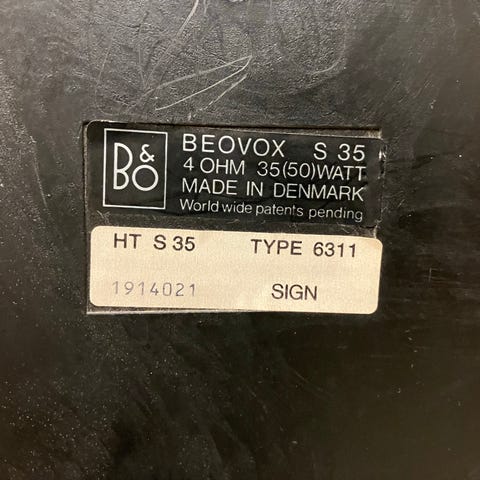 B&O
BEOVOX S 35
4 OHM 35(50)WATT
MADE IN DENMARK
World wide patents pending
HT S 35 TYPE 6311
1914021 SIGN